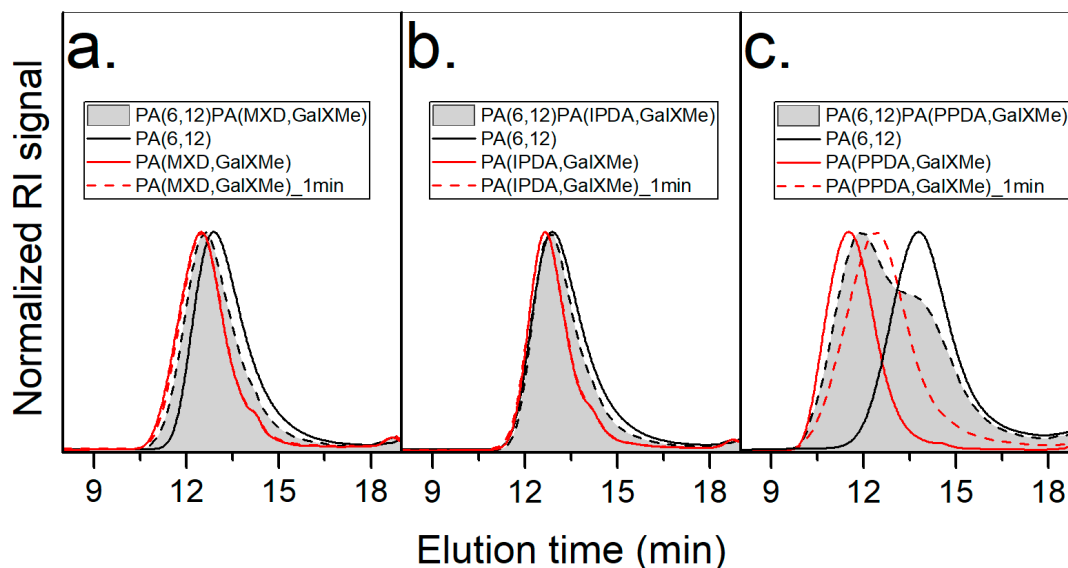 a.
PA(6,12)PA(MXD,GalXMe)
PA(6,12)
PA(MXD,GalXMe)
PA(MXD,GalXMe)_1min
b.
PA(6,12)PA(IPDA,GalXMe)
PA(6,12)
PA(IPDA,GalXMe)
PA(IPDA,GalXMe)_1min
c.
PA(6,12)PA(PPDA,GalXMe)
PA(6,12)
PA(PPDA,GalXMe)
PA(PPDA,GalXMe)_1min
Normalized RI signal
9 12 15 18
9 12 15 18
9 12 15 18
Elution time (min)